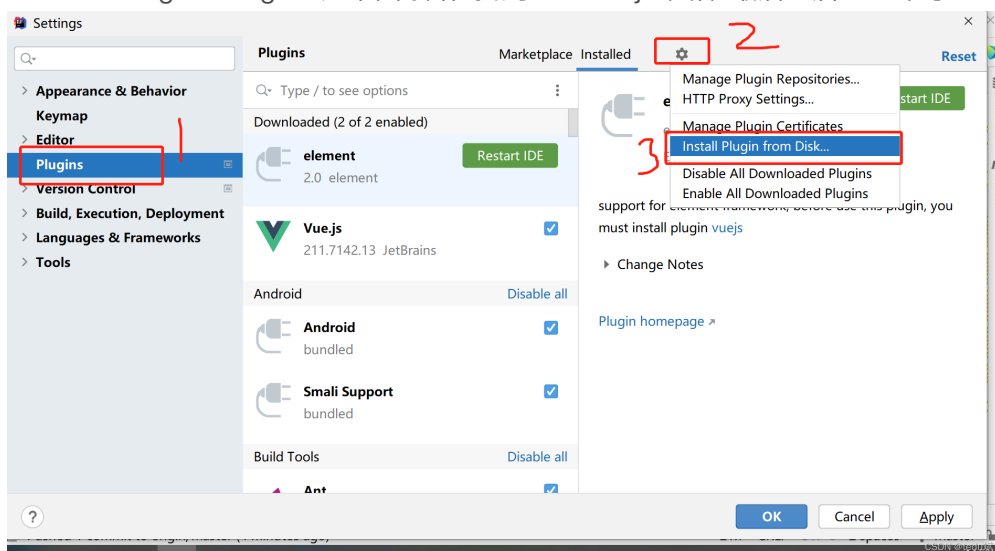 Settings
Plugins
Marketplace
Installed
2
Reset
Appearance & Behavior
Keymap
Editor
Plugins
1
Version Control
Build, Execution, Deployment
Languages & Frameworks
Tools
Type / to see options
Downloaded (2 of 2 enabled)
element
Restart IDE
2.0 element
Vue.js
211.7142.13 JetBrains
Android
Disable all
Android
bundled
Smali Support
bundled
Build Tools
Disable all
Ant
Manage Plugin Repositories...
HTTP Proxy Settings...
start IDE
Manage Plugin Certificates
3
Install Plugin from Disk...
Disable All Downloaded Plugins
Enable All Downloaded Plugins
support for element framework, before use this plugin, you
must install plugin vuejs
Change Notes
Plugin homepage
?
OK
Cancel
Apply